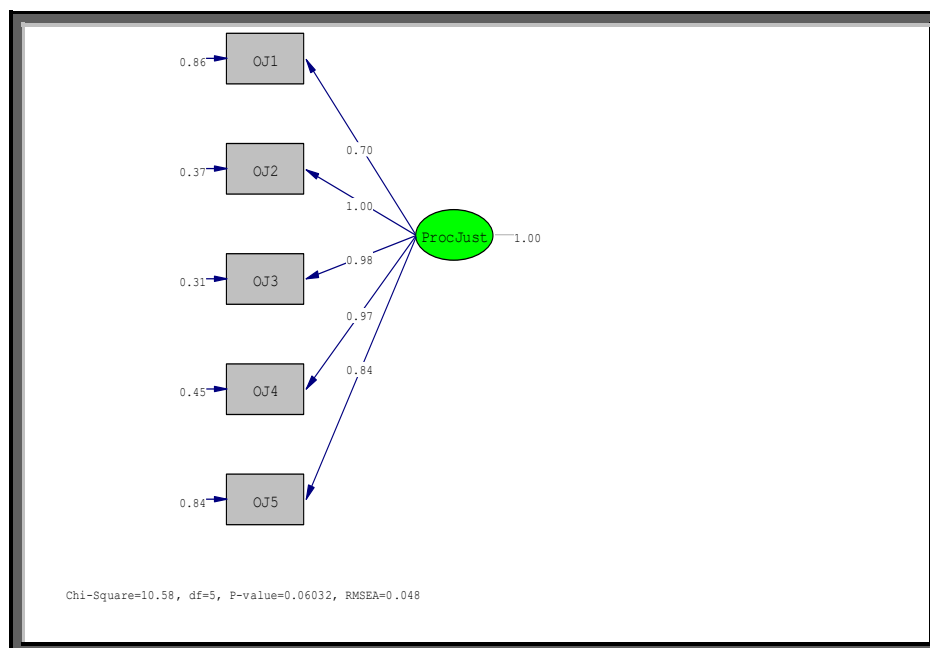 0.86 OJ1
0.70
0.37 OJ2
1.00
ProcJust 1.00
0.98
0.31 OJ3
0.97
0.84
0.45 OJ4
0.84 OJ5
Chi-Square=10.58, df=5, P-value=0.06032, RMSEA=0.048